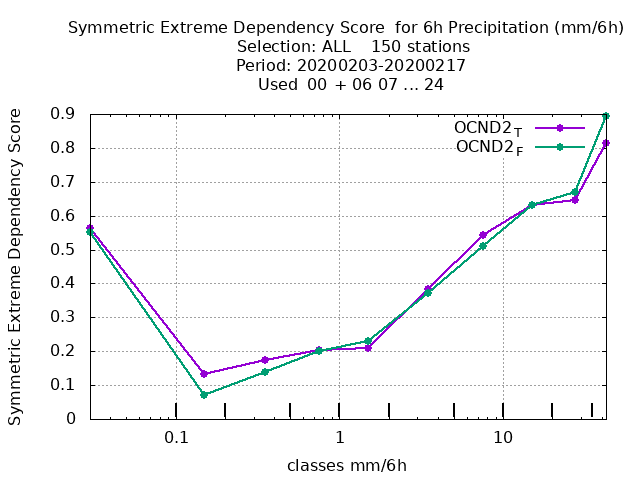 Symmetric Extreme Dependency Score  for 6h Precipitation (mm/6h)
Selection: ALL    150 stations
Period: 20200203-20200217
Used  00 + 06 07 ... 24
Symmetric Extreme Dependency Score
0.9
0.8
0.7
0.6
0.5
0.4
0.3
0.2
0.1
0
OCND2T
OCND2F
0.1 1 10
classes mm/6h